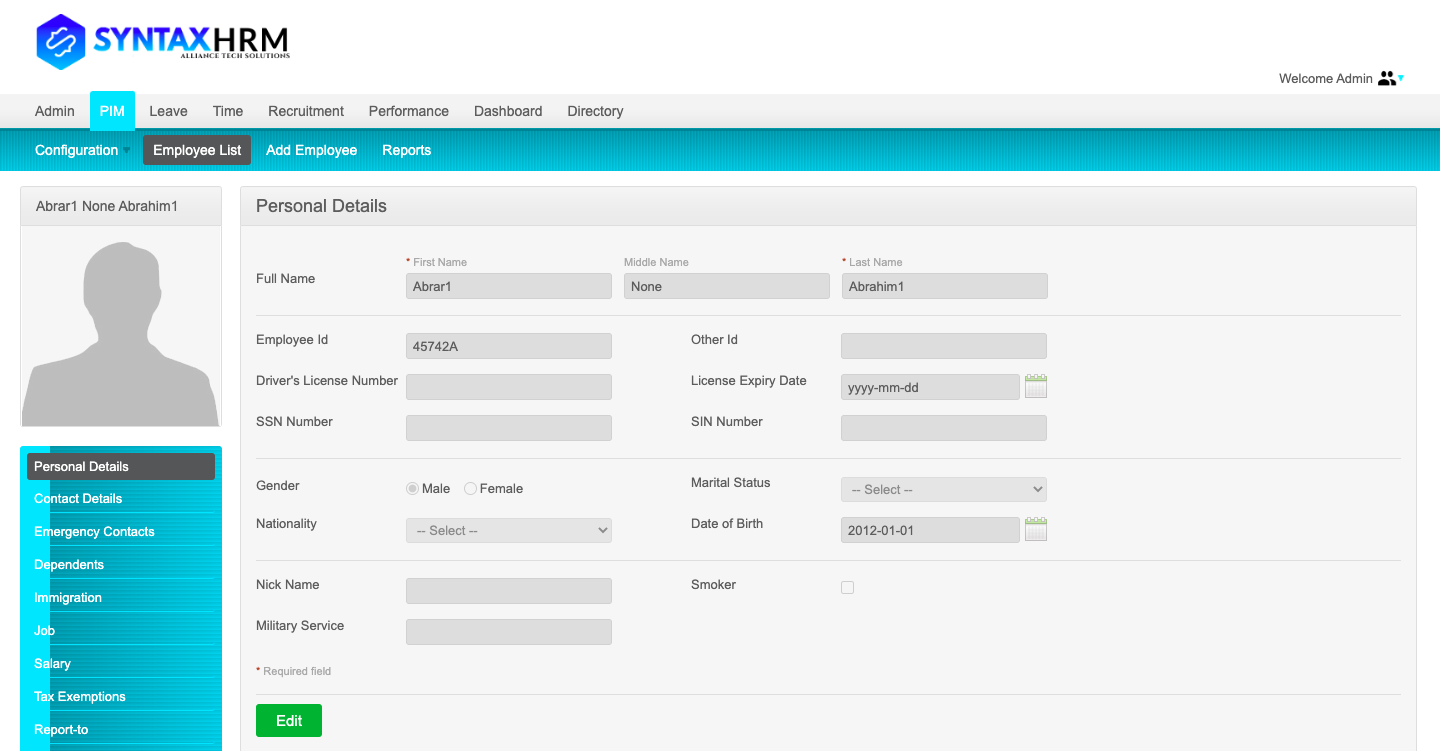 SYNTAXHRM
ALLIANCE TECH SOLUTIONS
Welcome Admin
Admin PIM Leave Time Recruitment Performance Dashboard Directory
Configuration Employee List Add Employee Reports
Abrar1 None Abrahim1
Personal Details
Contact Details
Emergency Contacts
Dependents
Immigration
Job
Salary
Tax Exemptions
Report-to
Personal Details
* First Name Middle Name * Last Name
Full Name Abrar1 None Abrahim1
Employee Id 45742A Other Id
Driver's License Number License Expiry Date yyyy-mm-dd
SSN Number SIN Number
Gender Male Female Marital Status -- Select --
Nationality -- Select -- Date of Birth 2012-01-01
Nick Name Smoker
Military Service
* Required field
Edit